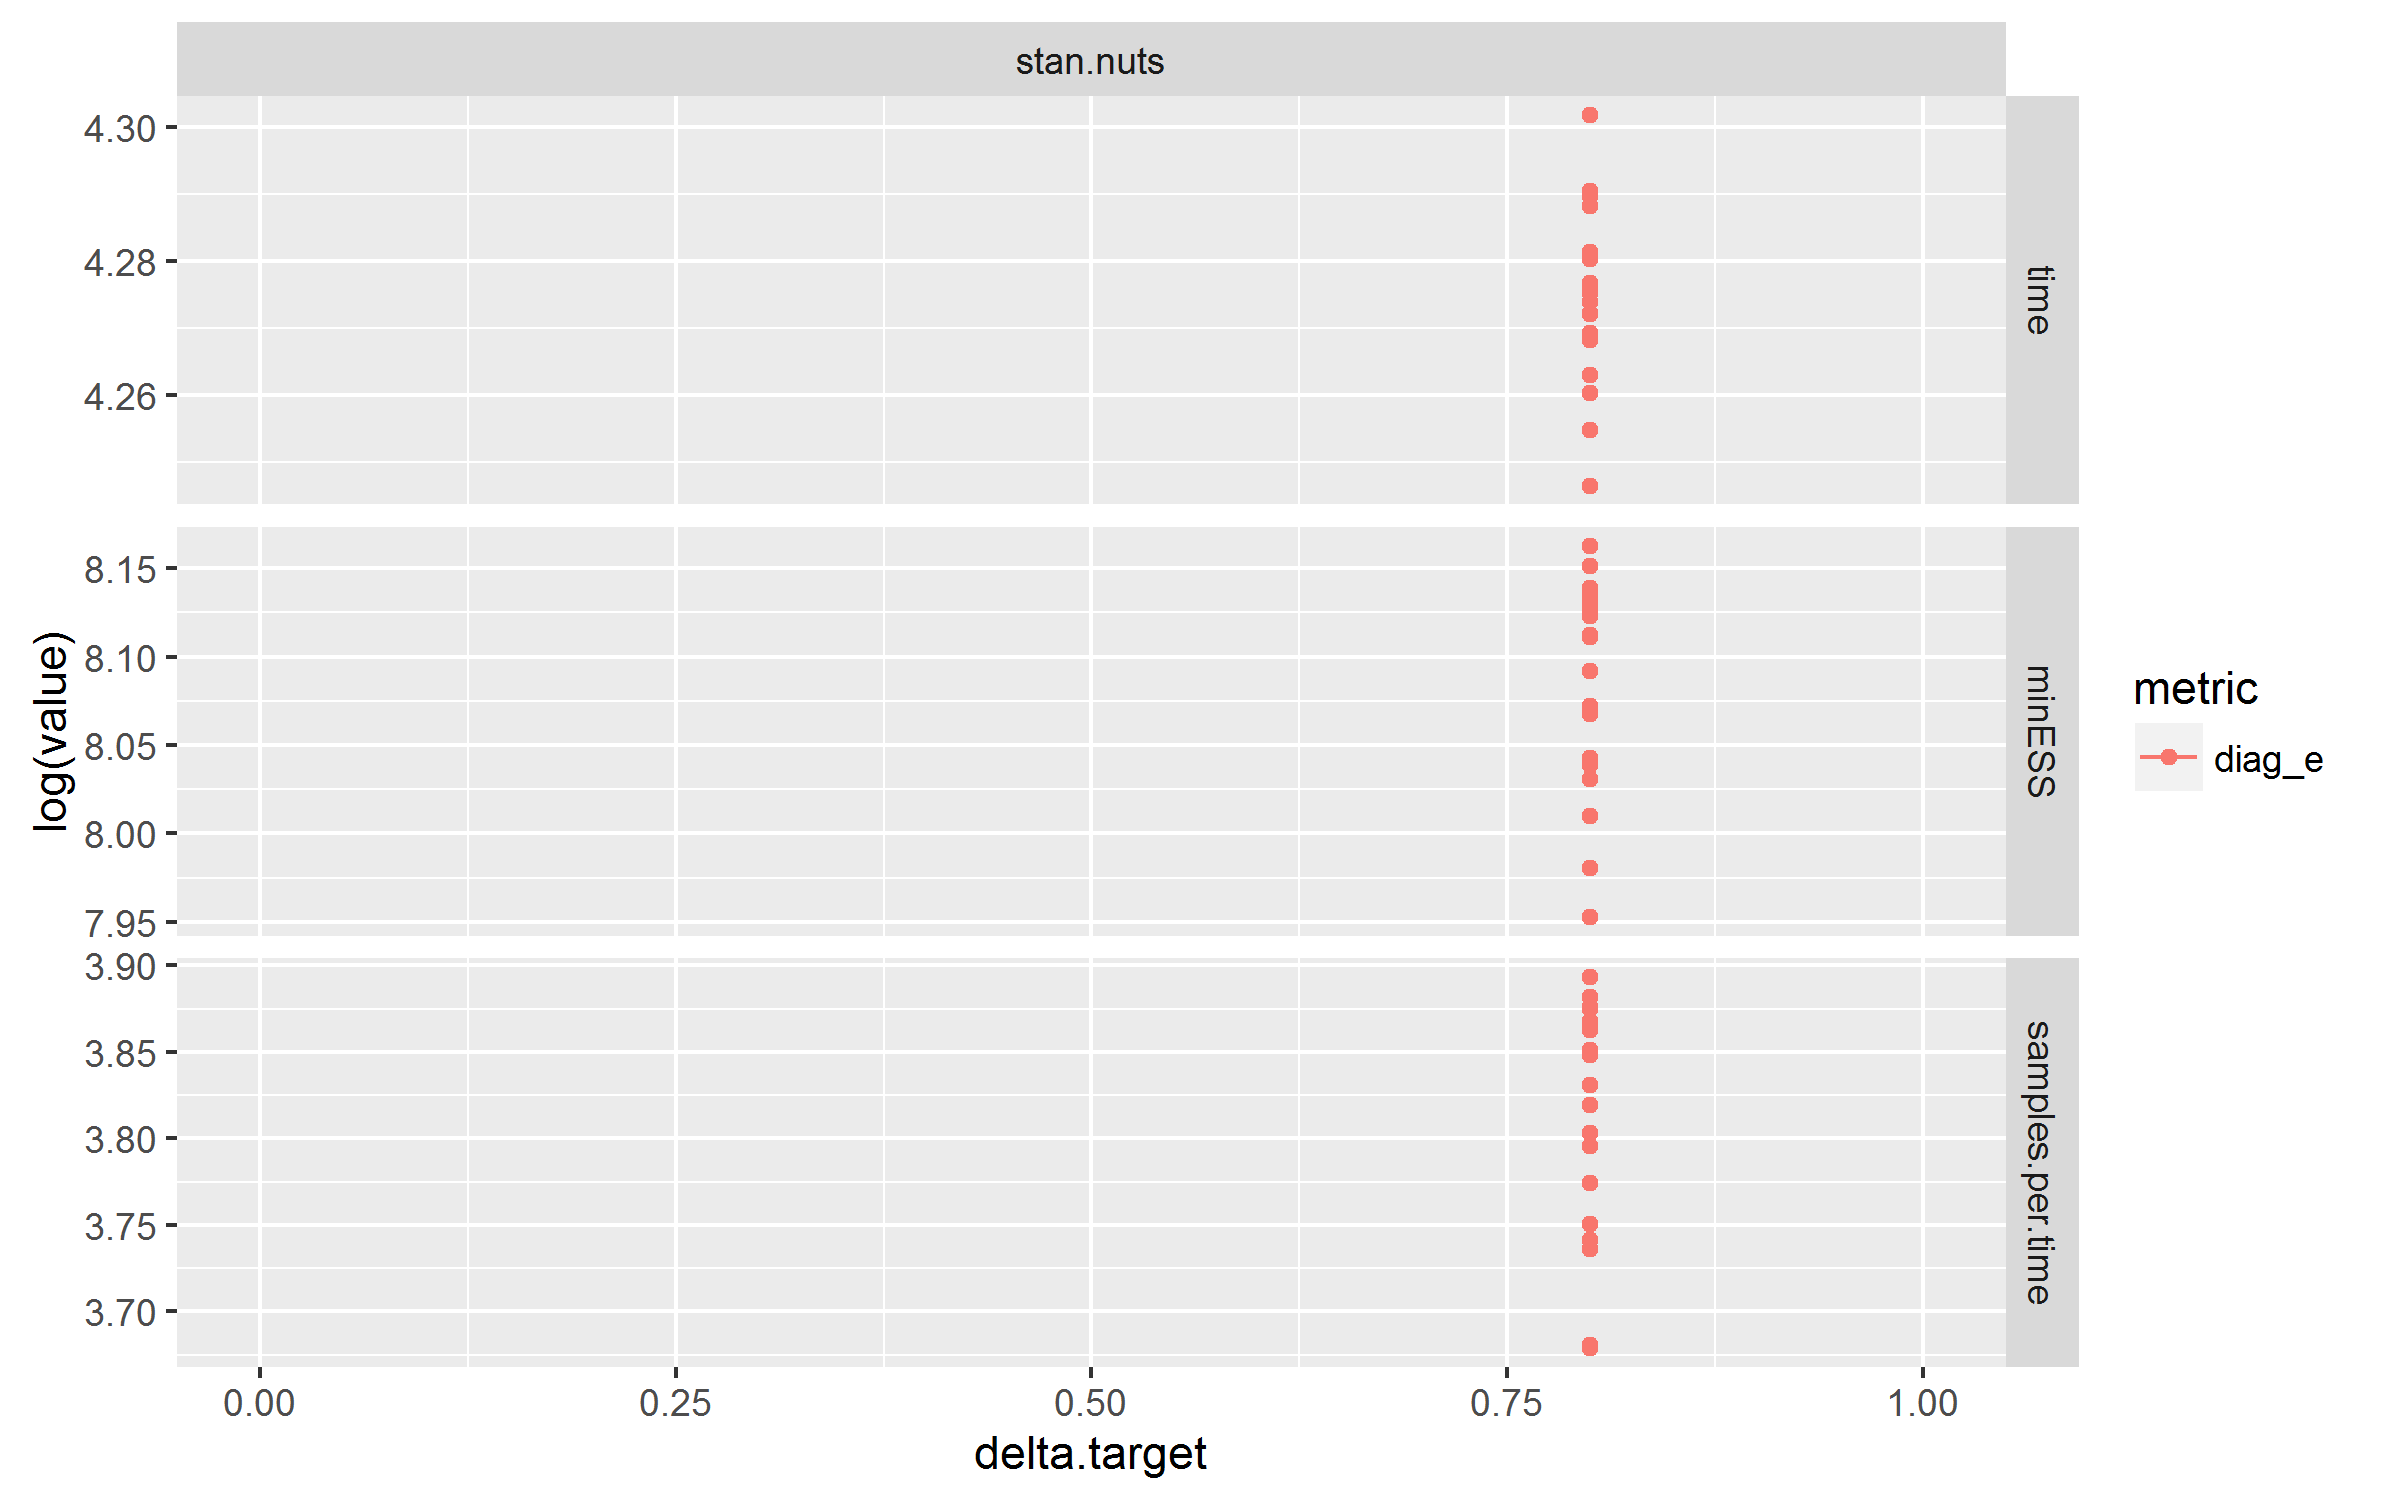 stan.nuts
4.30
4.28
4.26
time
8.15
8.10
8.05
8.00
7.95
minESS
3.90
3.85
3.80
3.75
3.70
samples.per.time
log(value)
0.00 0.25 0.50 0.75 1.00
delta.target
metric
diag_e